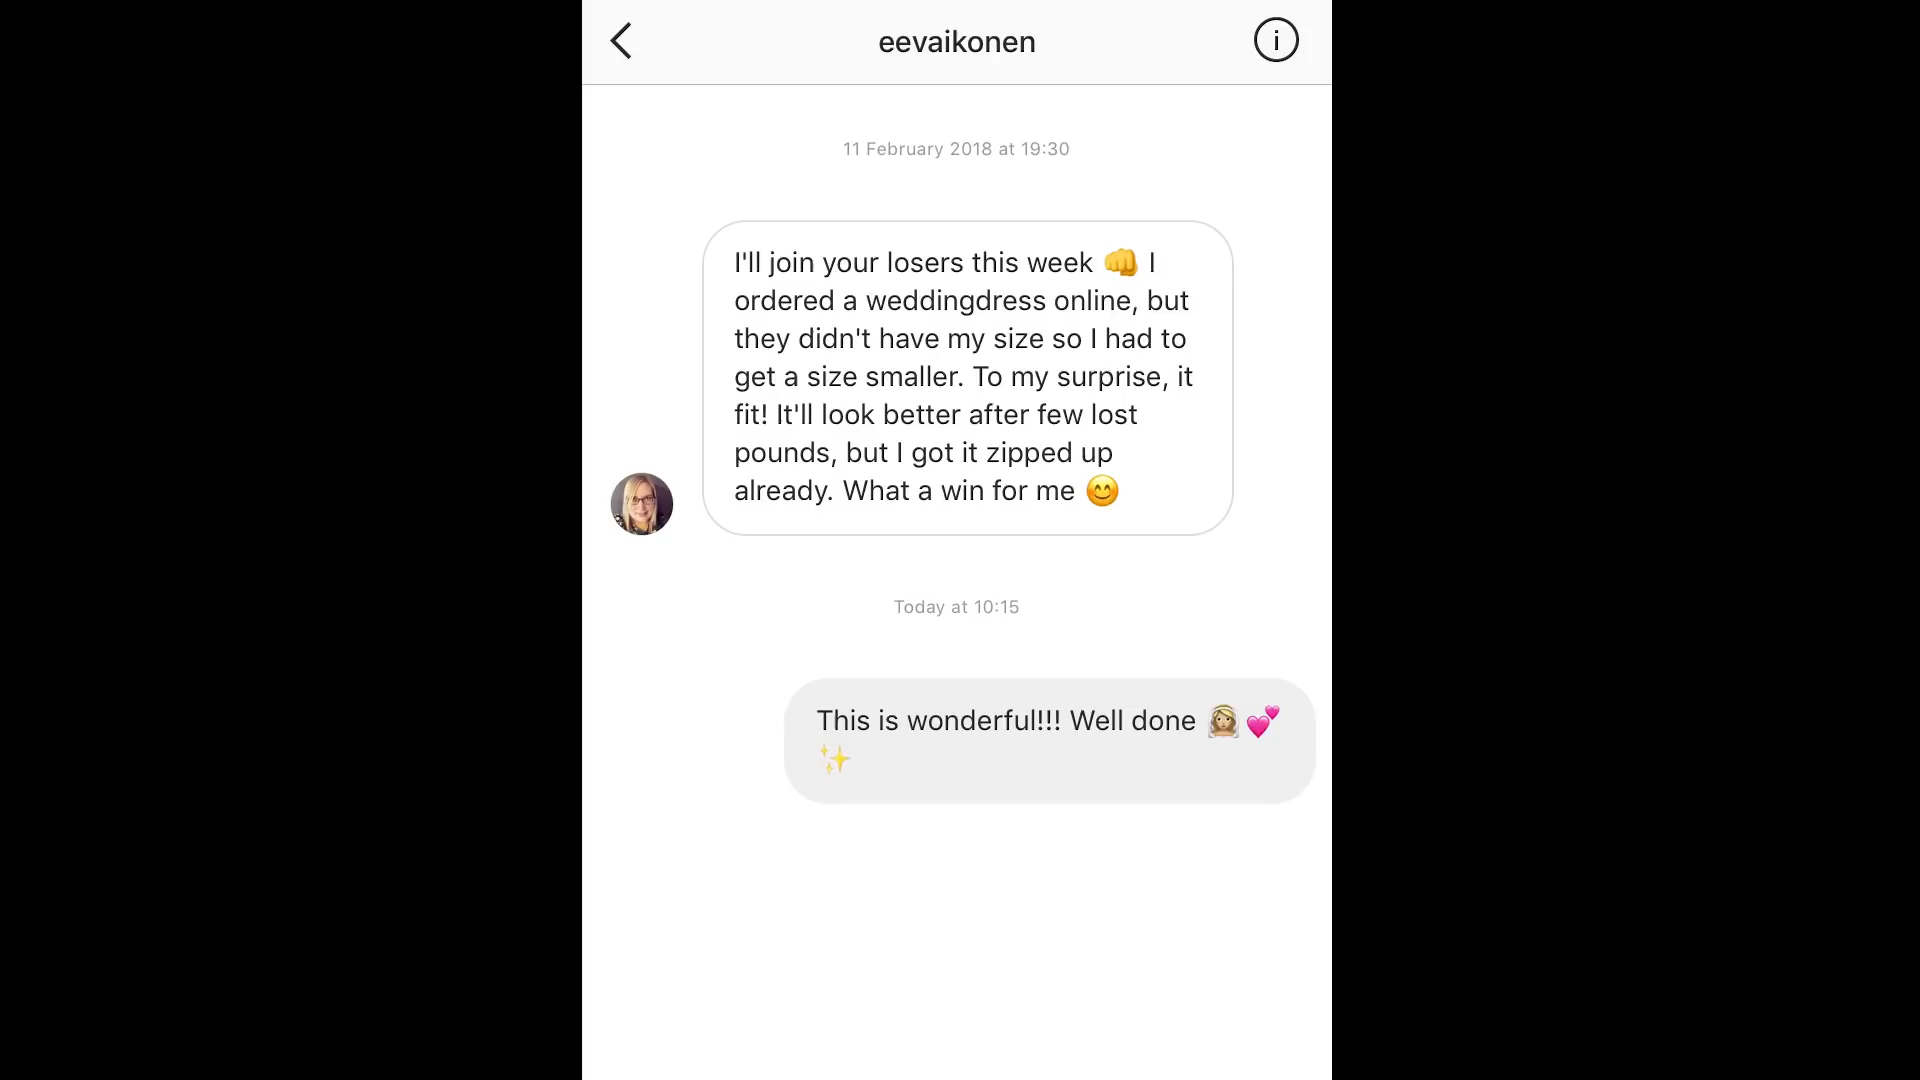 eevaikonen
i
11 February 2018 at 19:30
I'll join your losers this week 👊 I
ordered a weddingdress online, but
they didn't have my size so I had to
get a size smaller. To my surprise, it
fit! It'll look better after few lost
pounds, but I got it zipped up
already. What a win for me 😊
Today at 10:15
This is wonderful!!! Well done 👰🏼💕
✨